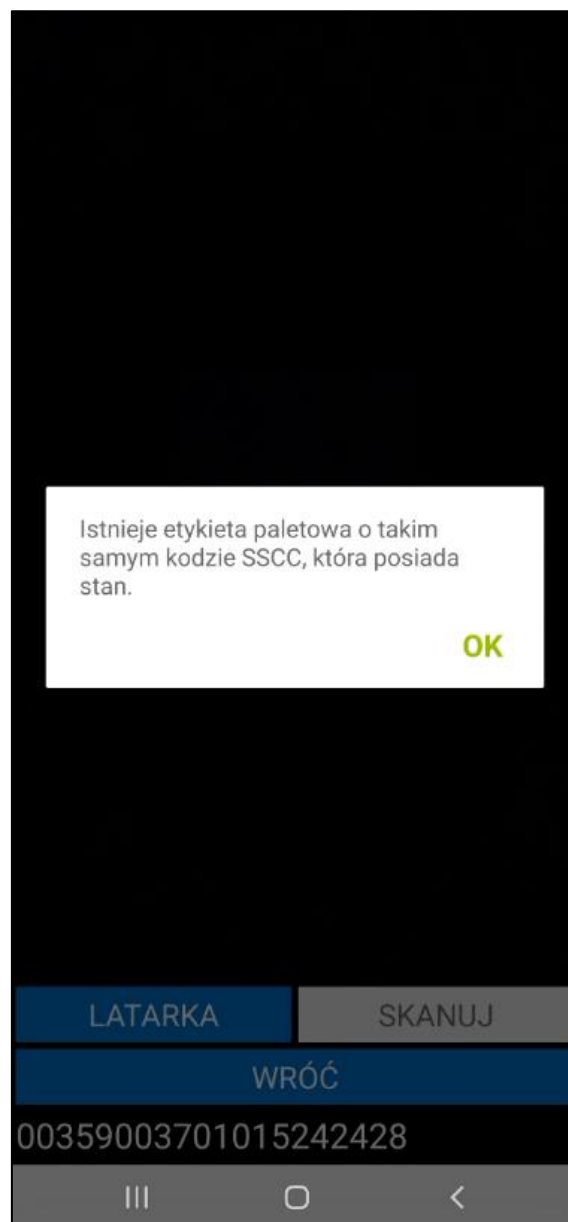 Istnieje etykieta paletowa o takim
samym kodzie SSCC, która posiada
stan.
OK
LATARKA SKANUJ
WRÓĆ
00359003701015242428